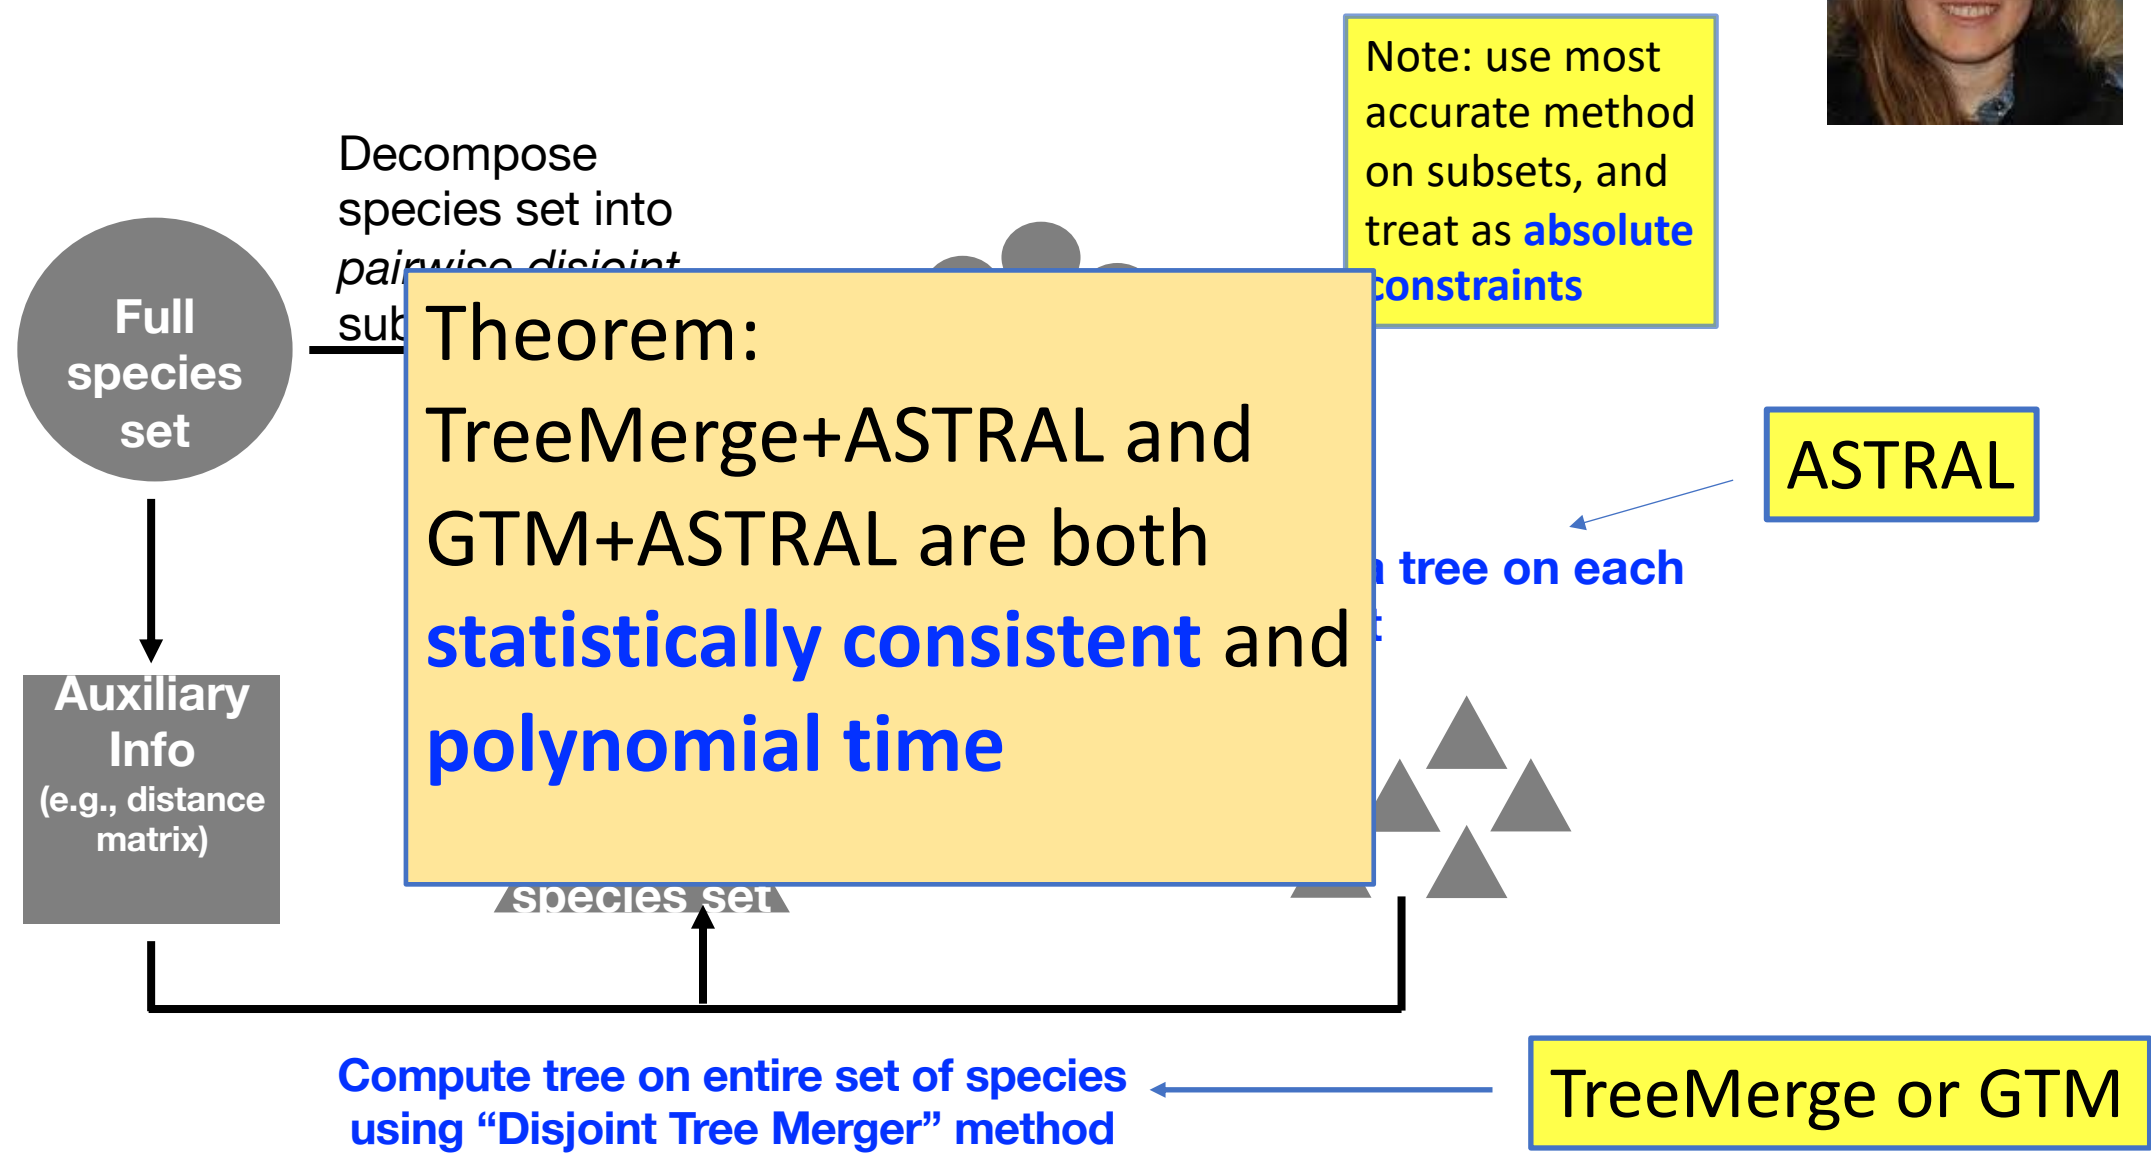 Note: use most
accurate method
on subsets, and
treat as absolute
constraints
Decompose
species set into
pairwise disjoint
sub
Full
species
set
Theorem:
TreeMerge+ASTRAL and
GTM+ASTRAL are both
statistically consistent and
polynomial time
ASTRAL
a tree on each
t
Auxiliary
Info
(e.g., distance
matrix)
species set
Compute tree on entire set of species
using “Disjoint Tree Merger” method
TreeMerge or GTM